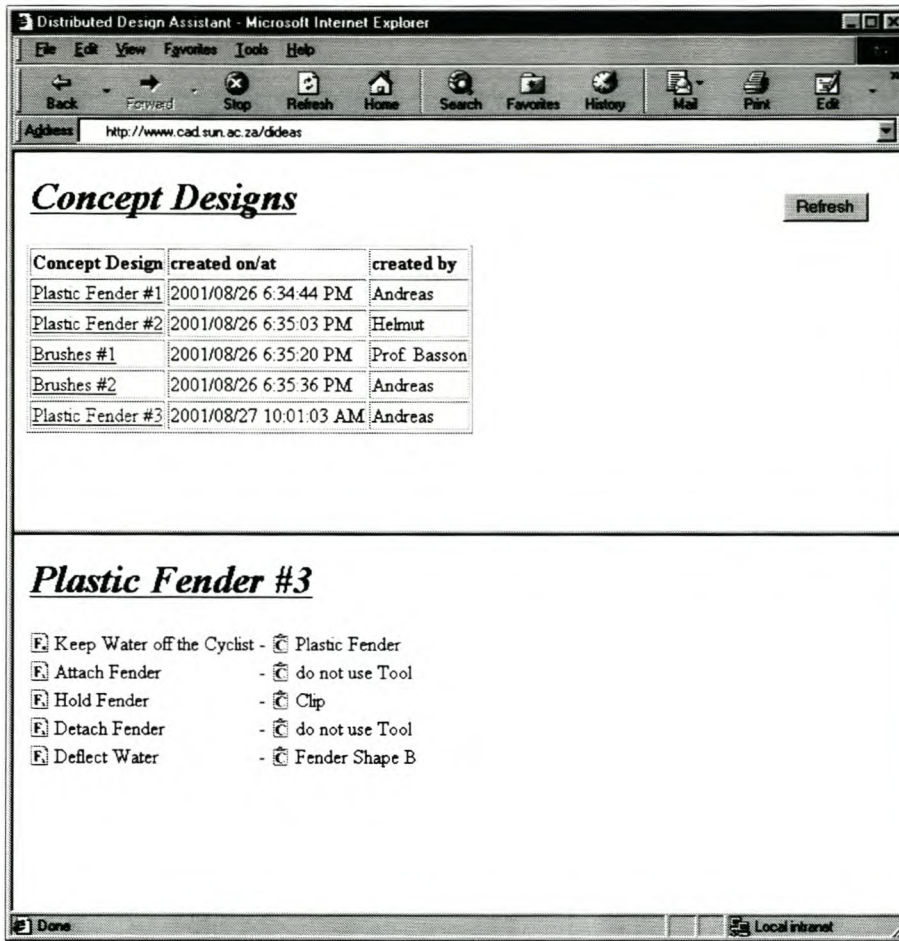 Distributed Design Assistant - Microsoft Internet Explorer
File Edit View Favorites Tools Help
Back Forward Stop Refresh Home Search Favorites History Mail Print Edit
Address http://www.cad.sun.ac.za/dideas
Concept Designs
Refresh
Concept Design created on/at created by
Plastic Fender #1 2001/08/26 6:34:44 PM Andreas
Plastic Fender #2 2001/08/26 6:35:03 PM Helmut
Brushes #1 2001/08/26 6:35:20 PM Prof. Basson
Brushes #2 2001/08/26 6:35:36 PM Andreas
Plastic Fender #3 2001/08/27 10:01:03 AM Andreas
Plastic Fender #3
F Keep Water off the Cyclist - C Plastic Fender
F Attach Fender - C do not use Tool
F Hold Fender - C Clip
F Detach Fender - C do not use Tool
F Deflect Water - C Fender Shape B
Done Local intranet